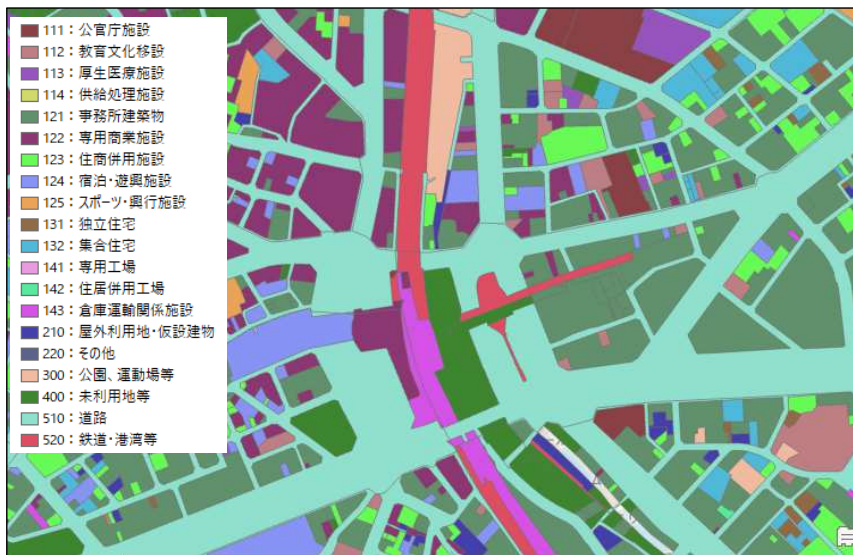 111：公官庁施設
112：教育文化移設
113：厚生医療施設
114：供給処理施設
121：事務所建築物
122：専用商業施設
123：住商併用施設
124：宿泊・遊興施設
125：スポーツ・興行施設
131：独立住宅
132：集合住宅
141：専用工場
142：住居併用工場
143：倉庫運輸関係施設
210：屋外利用地・仮設建物
220：その他
300：公園、運動場等
400：未利用地等
510：道路
520：鉄道・港湾等